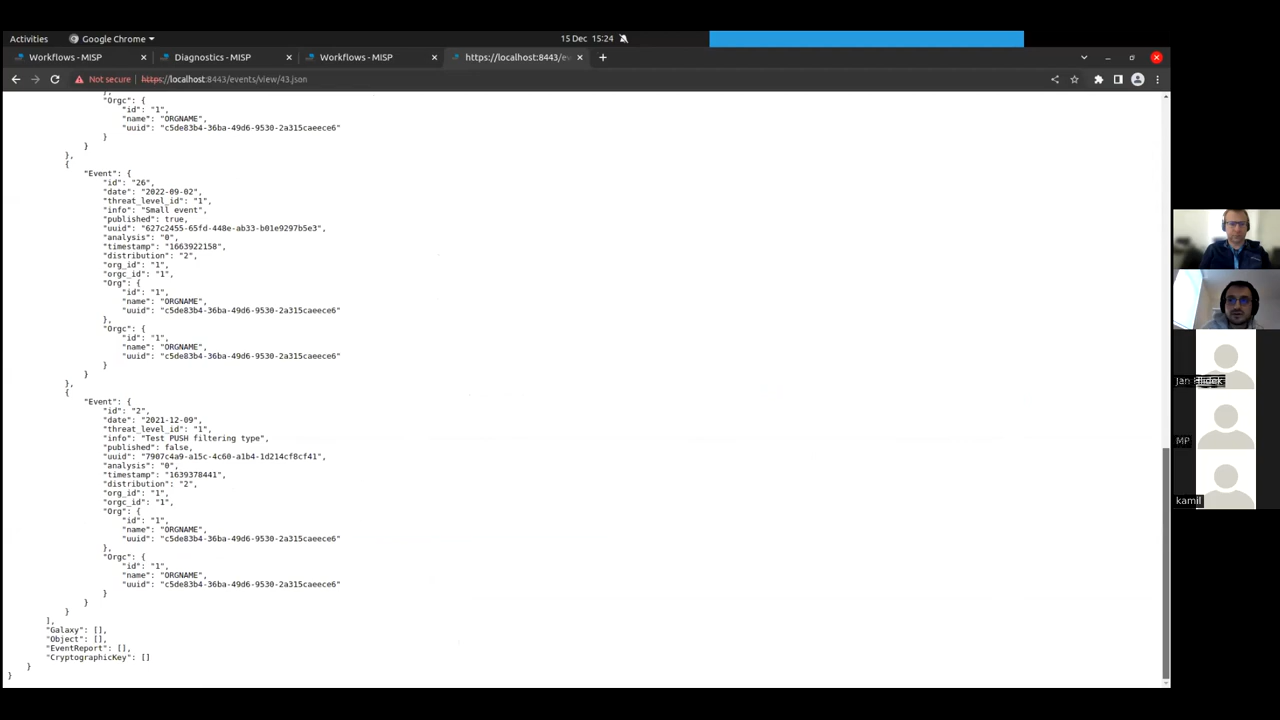 Activities
Google Chrome
15 Dec 15:24
Workflows - MISP
Diagnostics - MISP
Workflows - MISP
https://localhost:8443/ev
Not secure
https://localhost:8443/events/view/43.json
},
"Orgc": {
"id": "1",
"name": "ORGNAME",
"uuid": "c5de83b4-36ba-49d6-9530-2a315caeece6"
}
}
},
{
"Event": {
"id": "26",
"date": "2022-09-02",
"threat_level_id": "1",
"info": "Small event",
"published": true,
"uuid": "627c2455-65fd-448e-ab33-b01e9297b5e3",
"analysis": "0",
"timestamp": "1663922158",
"distribution": "2",
"org_id": "1",
"orgc_id": "1",
"Org": {
"id": "1",
"name": "ORGNAME",
"uuid": "c5de83b4-36ba-49d6-9530-2a315caeece6"
},
"Orgc": {
"id": "1",
"name": "ORGNAME",
"uuid": "c5de83b4-36ba-49d6-9530-2a315caeece6"
}
}
},
{
"Event": {
"id": "2",
"date": "2021-12-09",
"threat_level_id": "1",
"info": "Test PUSH filtering type",
"published": false,
"uuid": "7907c4a9-a15c-4c60-a1b4-1d214cf8cf41",
"analysis": "0",
"timestamp": "1639378441",
"distribution": "2",
"org_id": "1",
"orgc_id": "1",
"Org": {
"id": "1",
"name": "ORGNAME",
"uuid": "c5de83b4-36ba-49d6-9530-2a315caeece6"
},
"Orgc": {
"id": "1",
"name": "ORGNAME",
"uuid": "c5de83b4-36ba-49d6-9530-2a315caeece6"
}
}
}
],
"Galaxy": [],
"Object": [],
"EventReport": [],
"CryptographicKey": []
}
}
Jan
MP
kamil